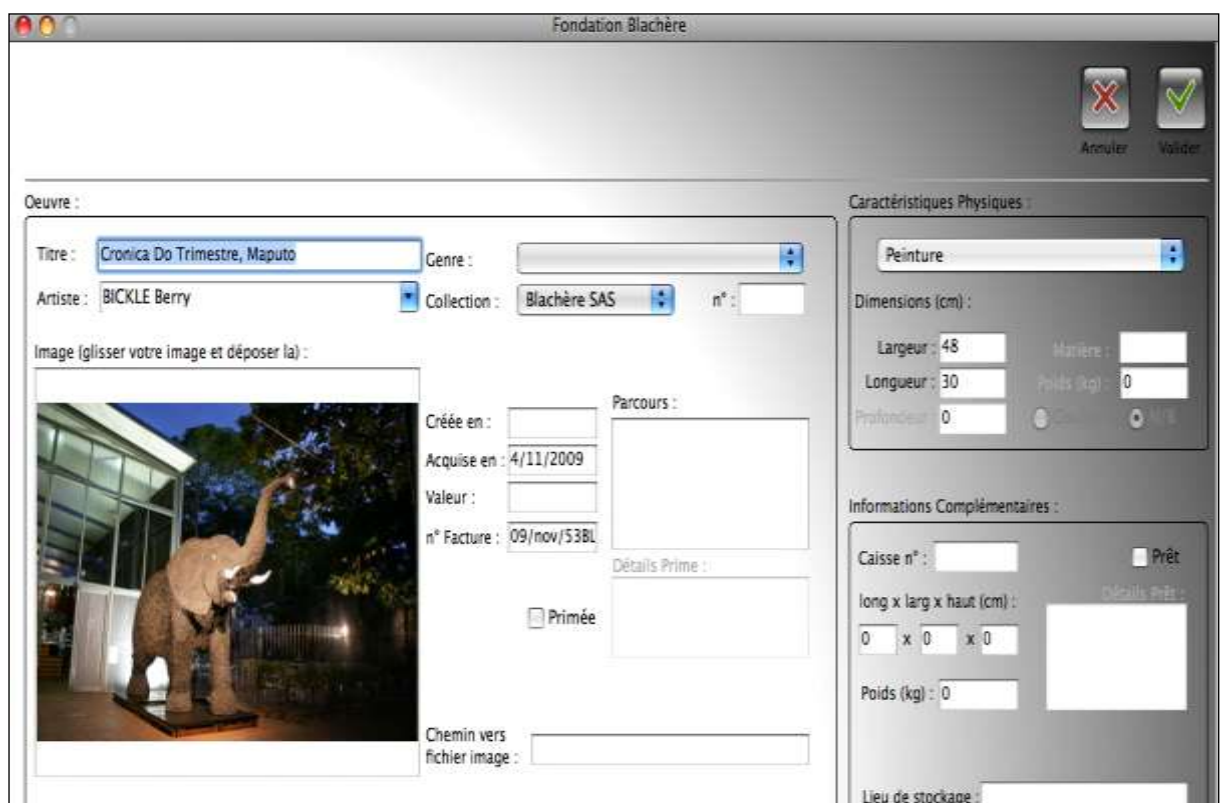 Fondation Blachère
Annuler
Valider
Oeuvre :
Titre : Cronica Do Trimestre, Maputo
Genre :
Artiste : BICKLE Berry
Collection : Blachère SAS
n° :
Image (glisser votre image et déposer la) :
Créée en :
Acquise en : 4/11/2009
Valeur :
n° Facture : 09/nov/53BL
Parcours :
Détails Prime :
Primée
Chemin vers
fichier image :
Caractéristiques Physiques :
Peinture
Dimensions (cm) :
Largeur : 48
Matière :
Longueur : 30
Poids (kg) : 0
Profondeur : 0
Informations Complémentaires :
Caisse n° :
Prêt
long x larg x haut (cm) :
Détails Prêt :
0 x 0 x 0
Poids (kg) : 0
Lieu de stockage :